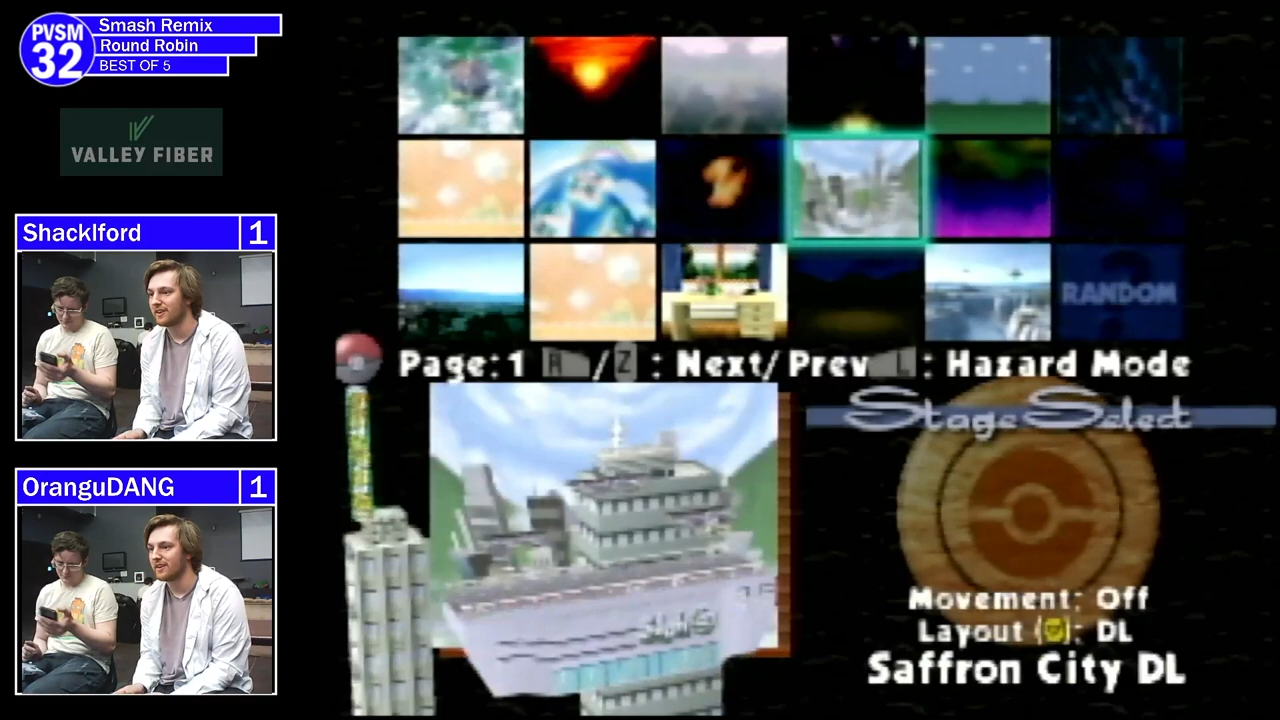 PVSM
32
Smash Remix
Round Robin
BEST OF 5
VALLEY FIBER
Shacklford 1
OranguDANG 1
RANDOM
Page: 1 R / Z : Next/Prev L : Hazard Mode
Stage Select
Movement: Off
Layout ( ): DL
Saffron City DL